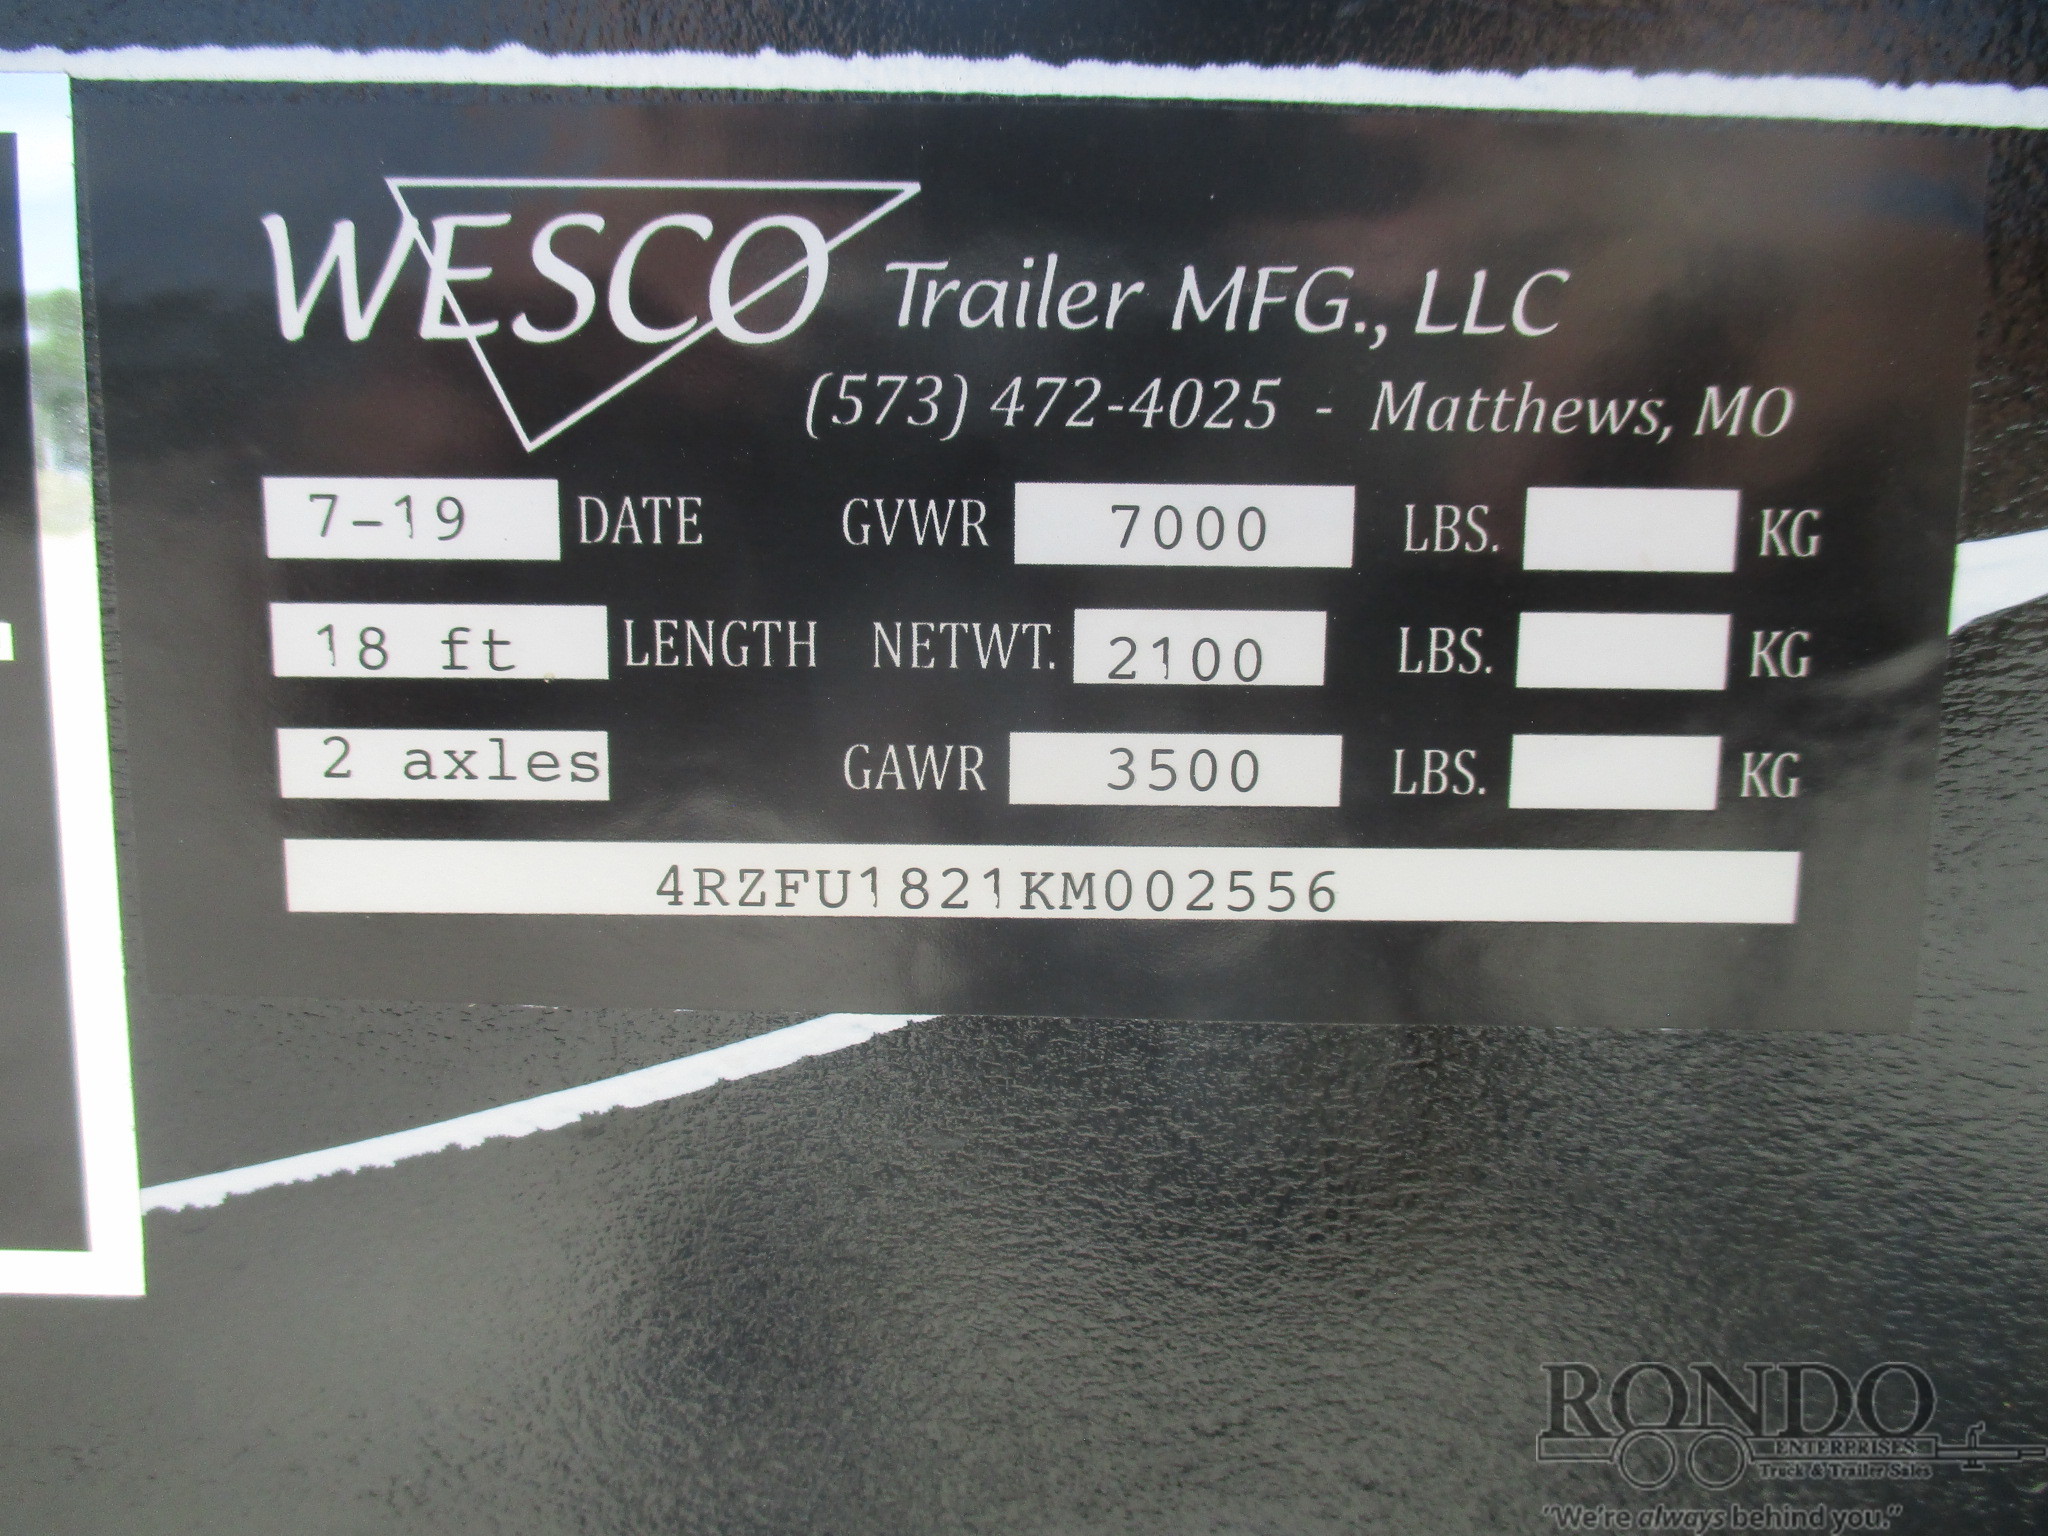 WESCO Trailer MFG., LLC
(573) 472-4025 - Matthews, MO
7-19 DATE GVWR 7000 LBS. KG
18 ft LENGTH NETWT. 2100 LBS. KG
2 axles GAWR 3500 LBS. KG
4RZFU1821KM002556
RONDO
ENTERPRISES
Truck & Trailer Sales
"We're always behind you."